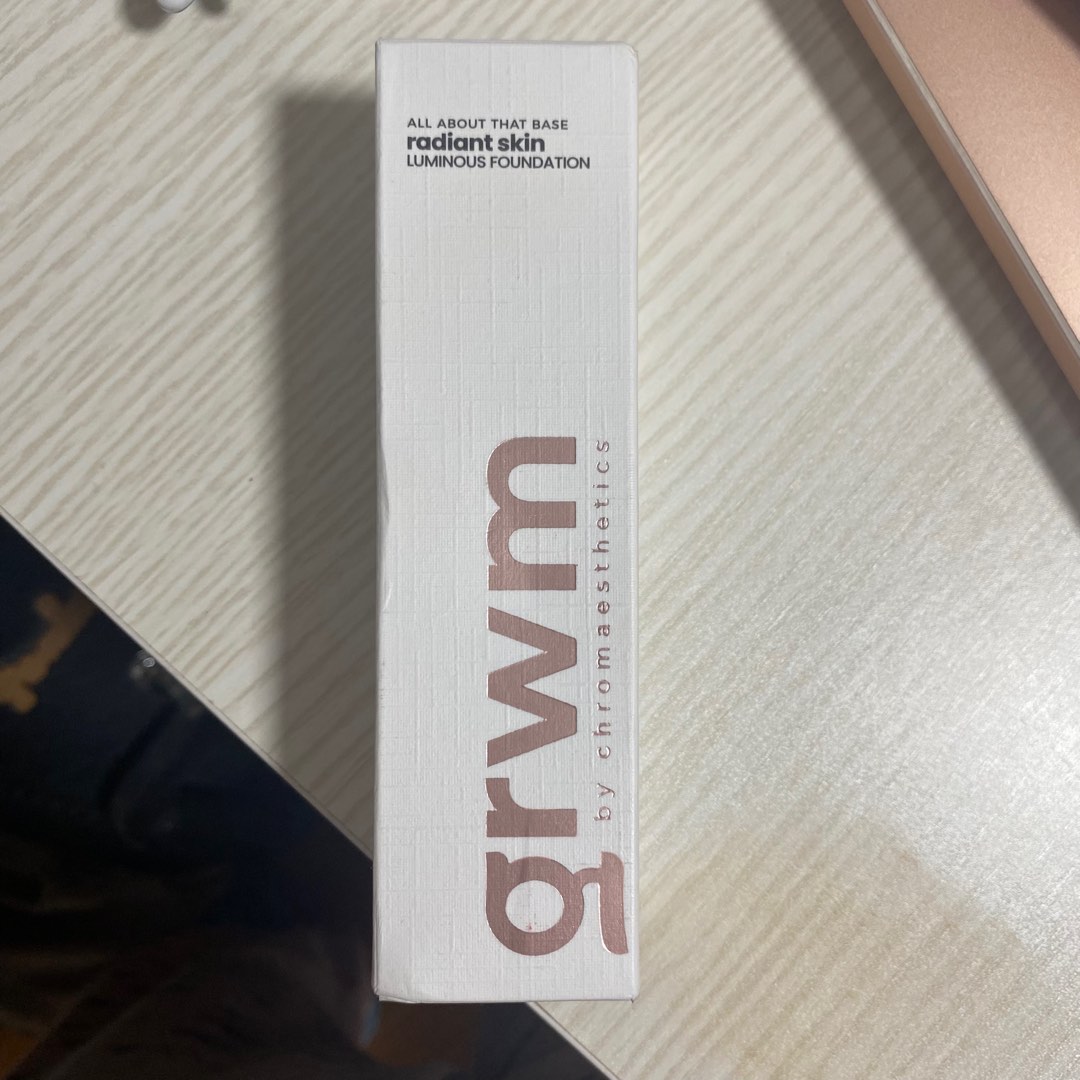 ALL ABOUT THAT BASE
radiant skin
LUMINOUS FOUNDATION
grwm
by chromaesthetics